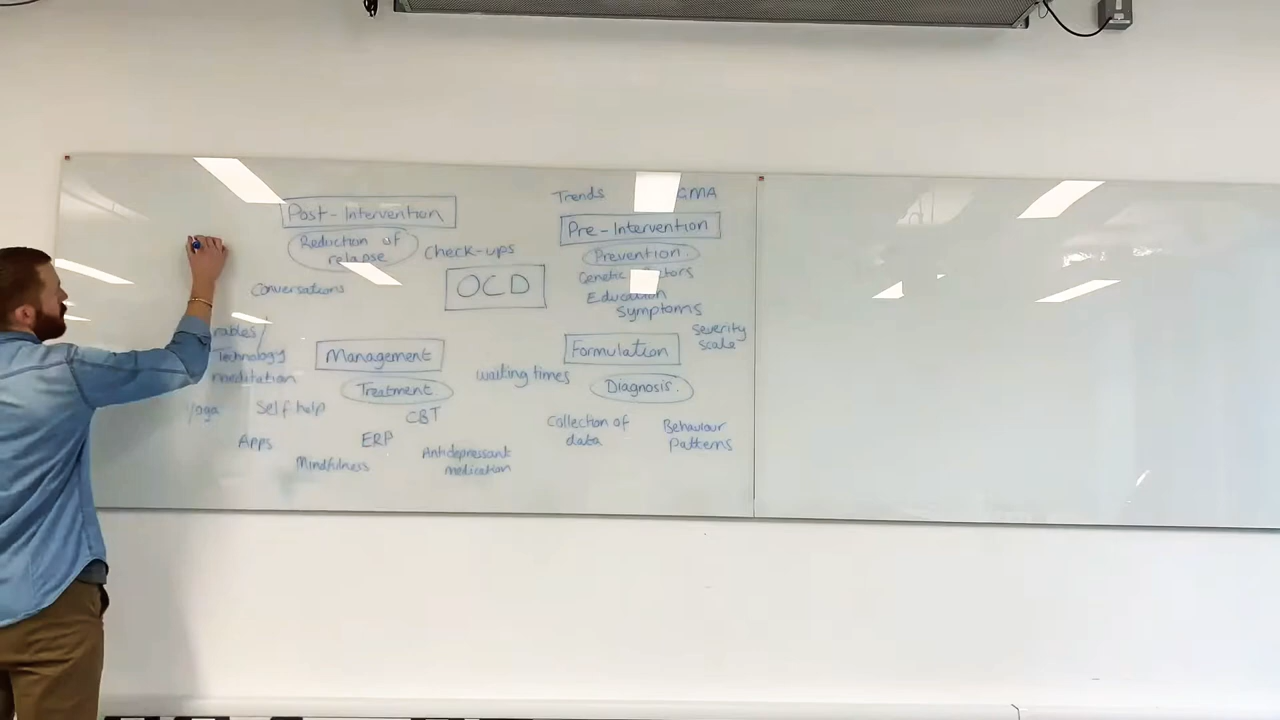 Trends
Post-Intervention
Pre-Intervention
Reduction of
relapse
Check-ups
Prevention
OCD
Genetic
Conversations
Education
symptoms
Severity
scale
Technology
meditation
Management
Formulation
waiting times
Treatment
Diagnosis
Self help
CBT
Collection of
data
Behaviour
Patterns
Apps
ERP
Mindfulness
Antidepressant
medication